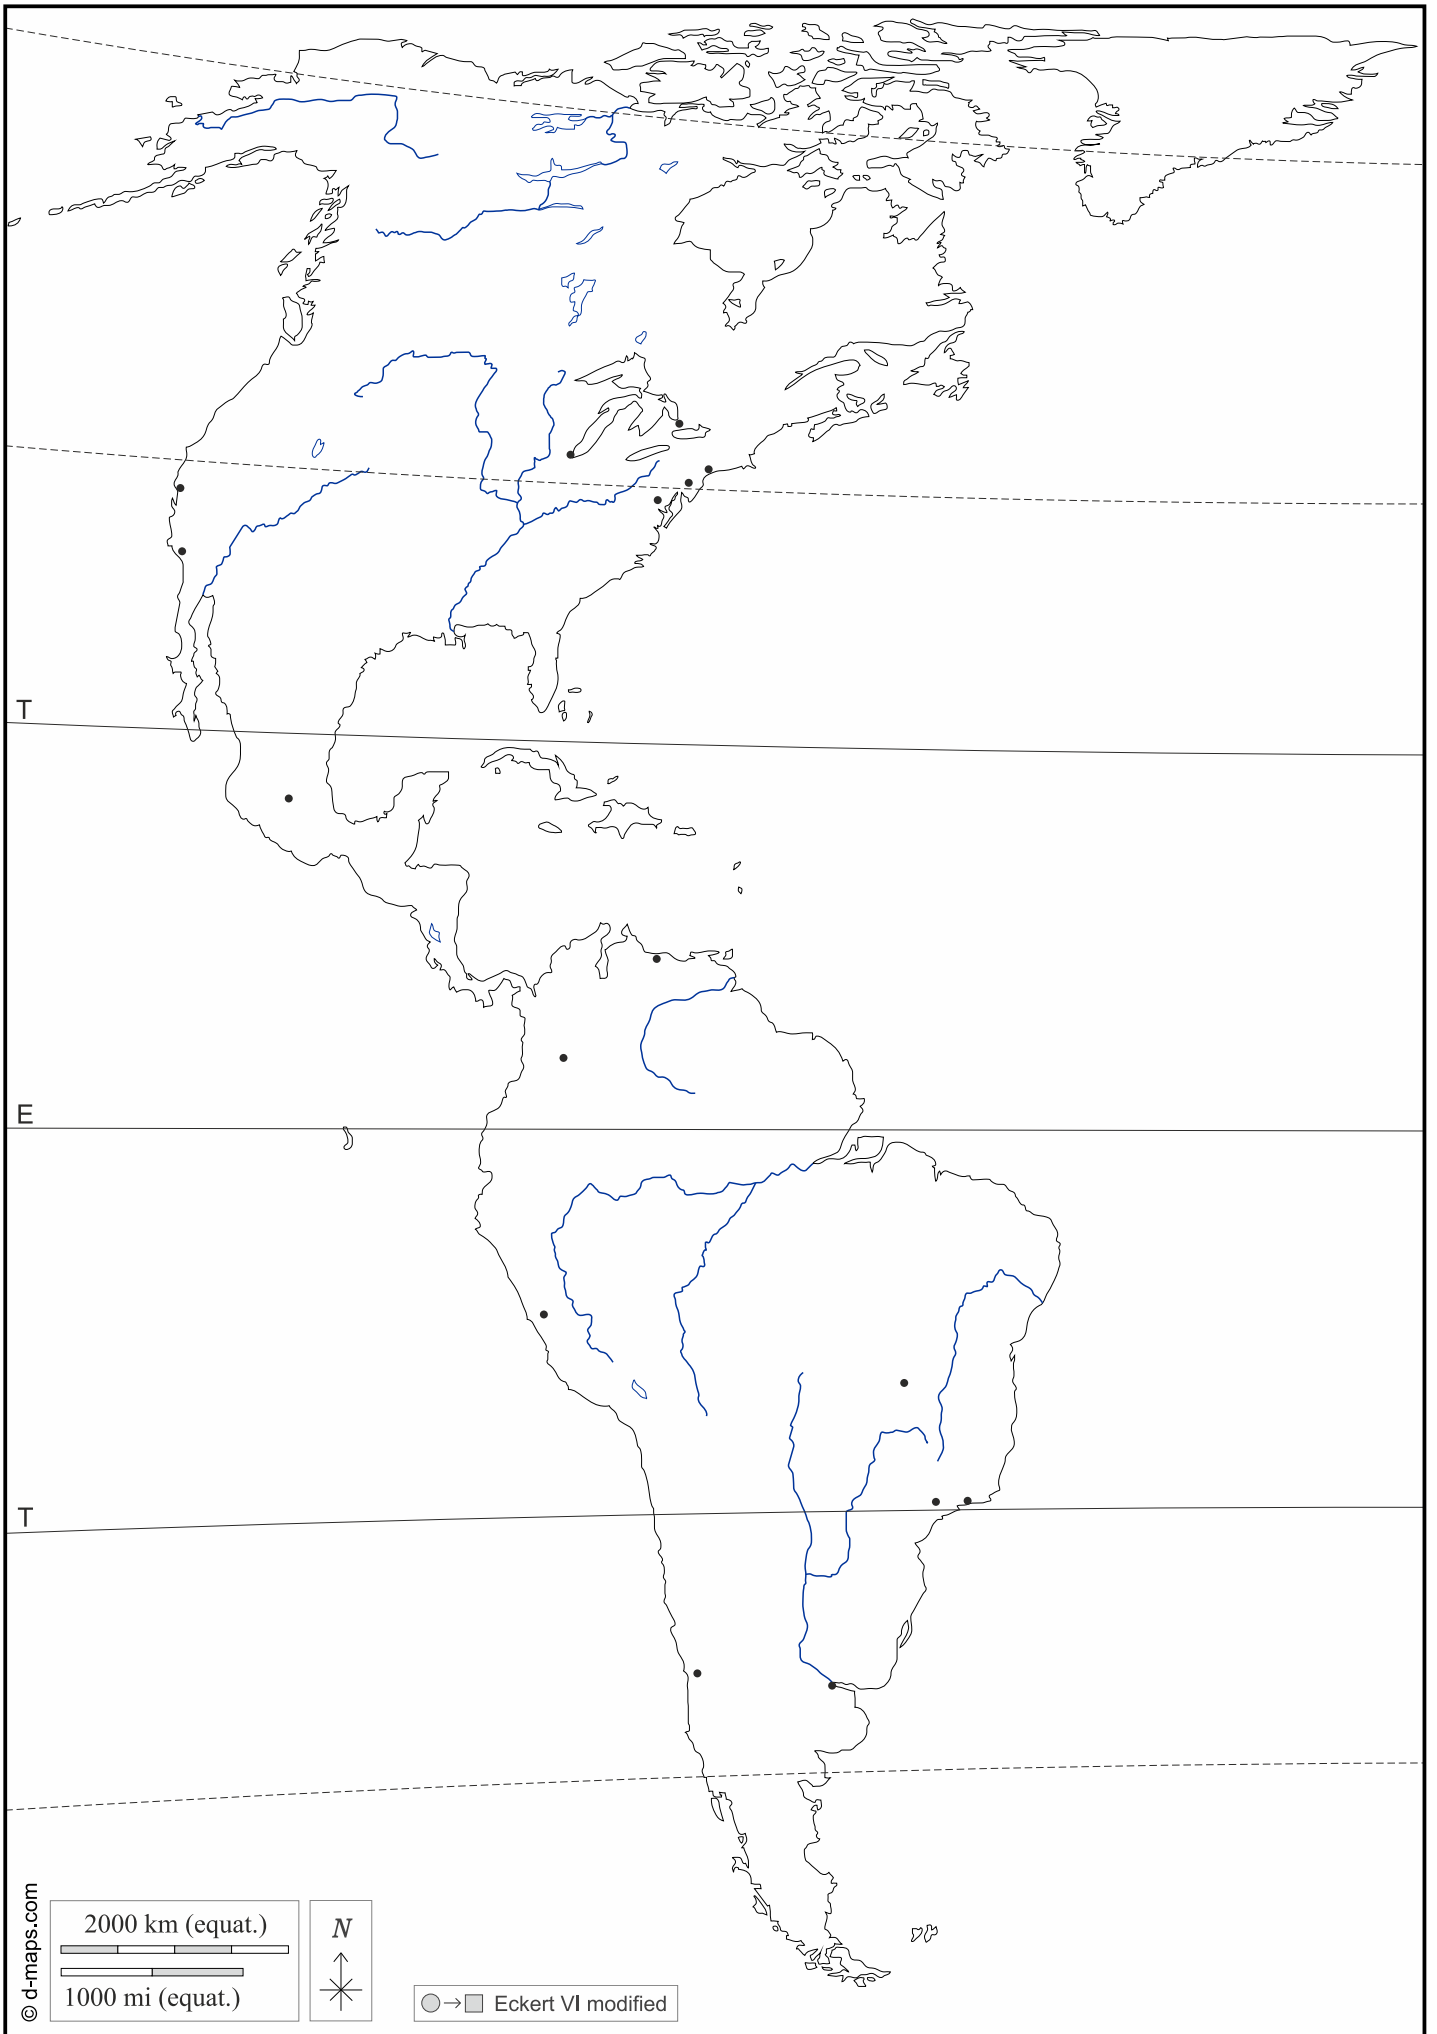 T
E
T
© d-maps.com
2000 km (equat.)
1000 mi (equat.)
N
Eckert VI modified